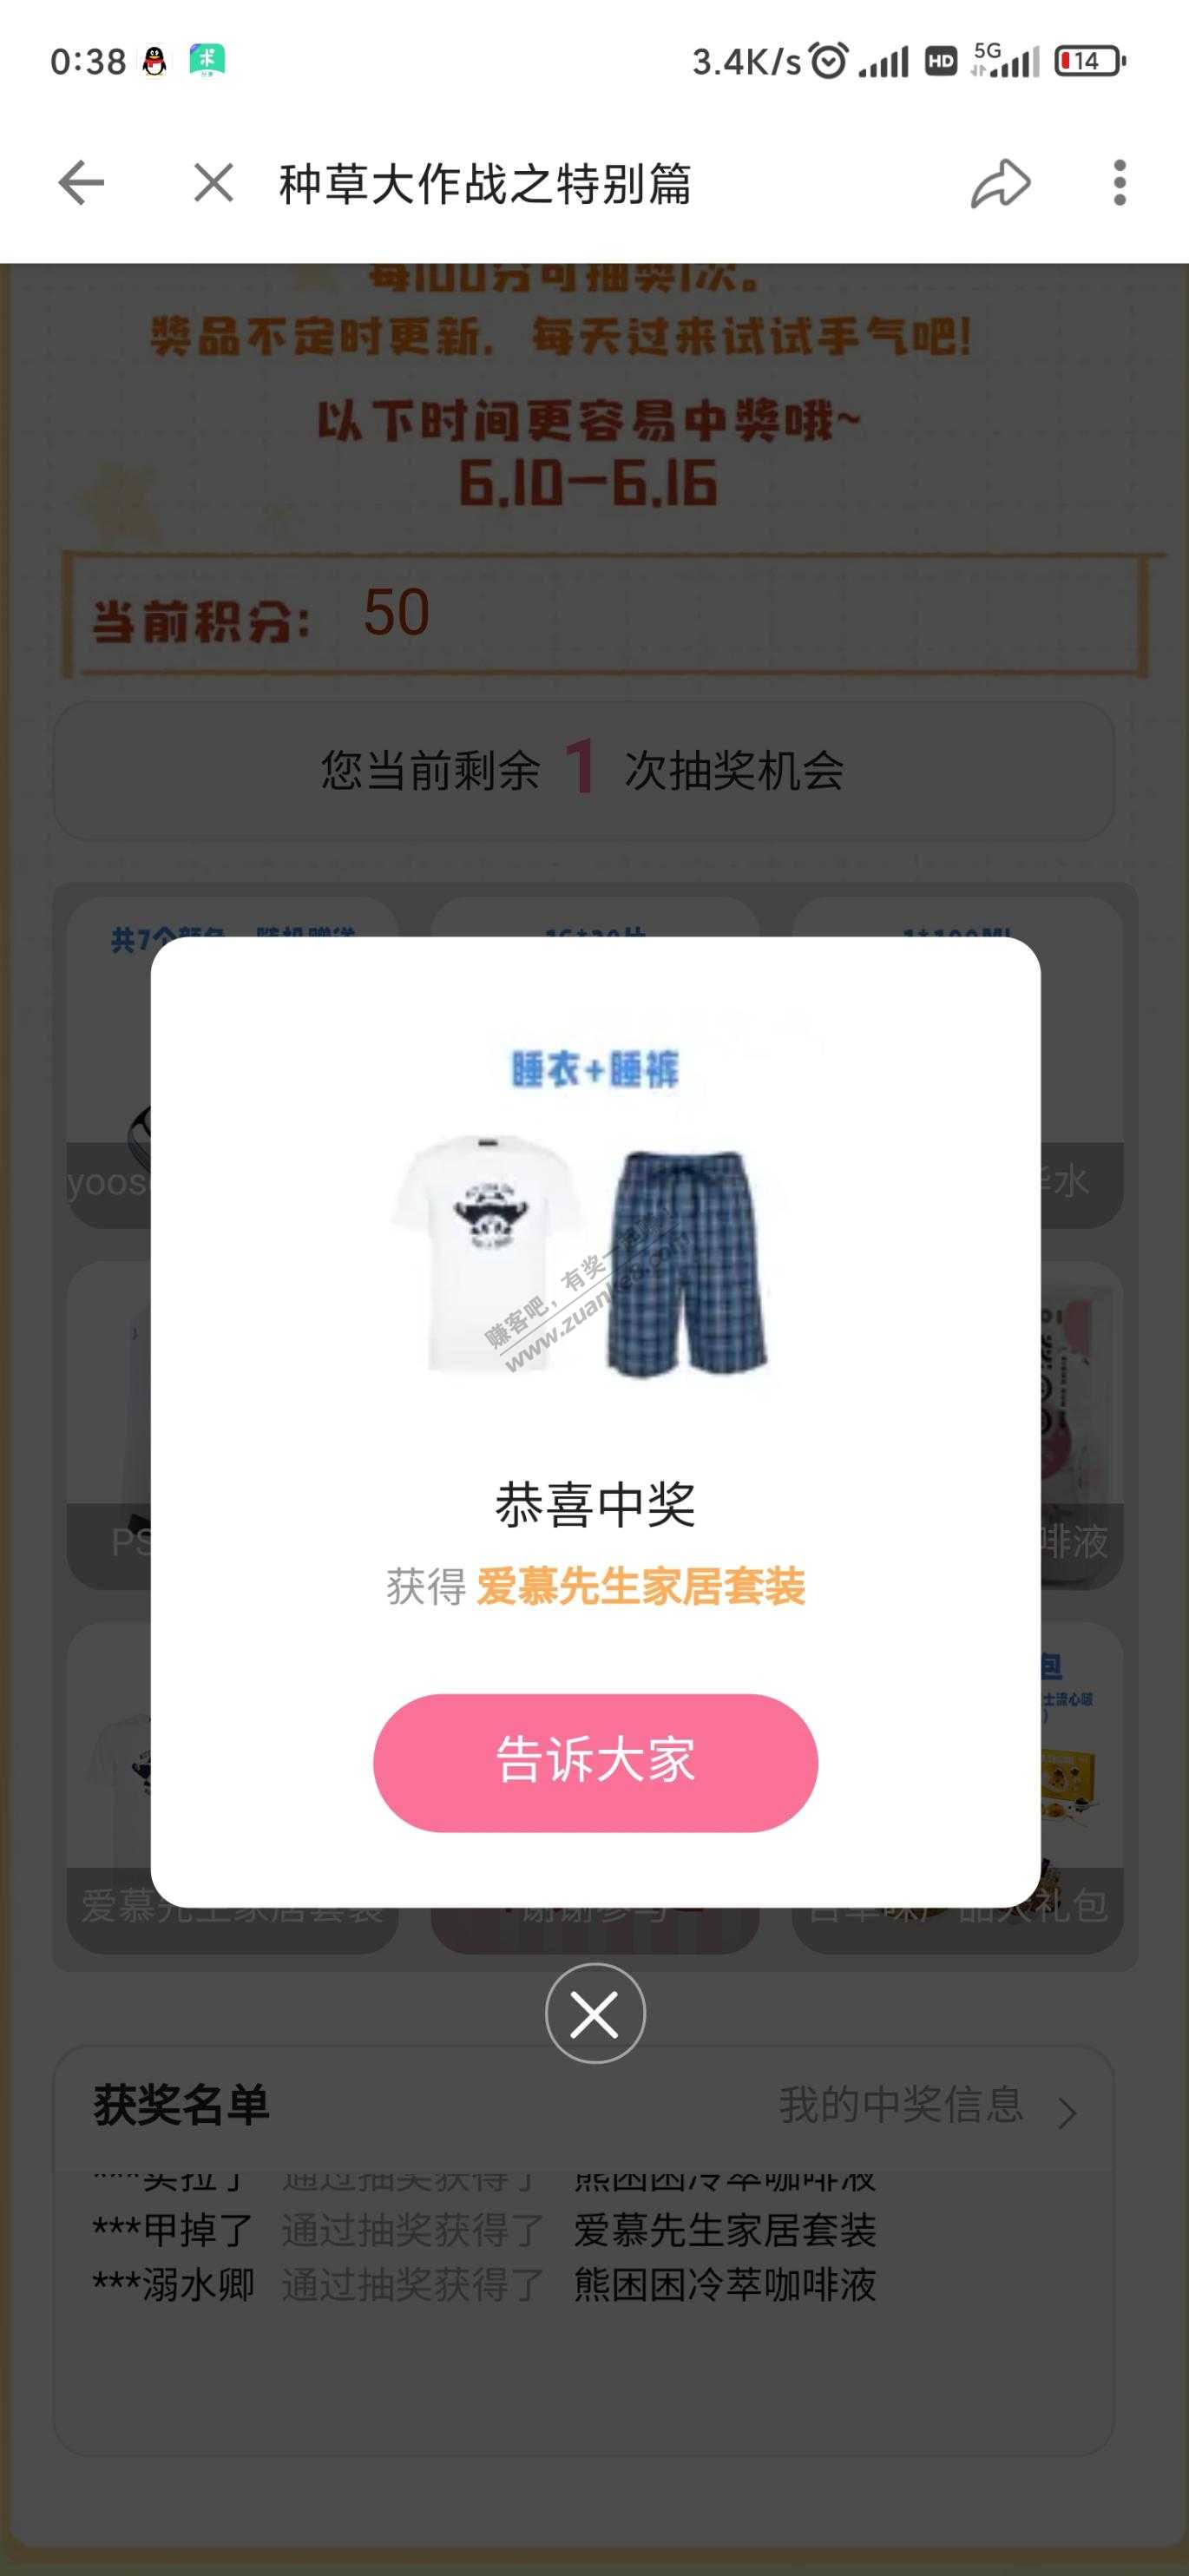 0:38
3.4K/s HD 5G 14
种草大作战之特别篇
每100分可抽奖1次。
奖品不定时更新，每天过来试试手气吧!
以下时间更容易中奖哦~
6.10—6.16
当前积分: 50
您当前剩余 1 次抽奖机会
共7个颜色
睡衣+睡裤
赚客吧，有奖一起赚！
www.zuanke8.com
恭喜中奖
获得 爱慕先生家居套装
告诉大家
yoos
水
PS
啡液
包
士流心酥
爱慕先生家居套装
谢谢参与
礼包
获奖名单
我的中奖信息
通过抽奖获得了 熊困困冷萃咖啡液
***甲掉了 通过抽奖获得了 爱慕先生家居套装
***溺水卿 通过抽奖获得了 熊困困冷萃咖啡液